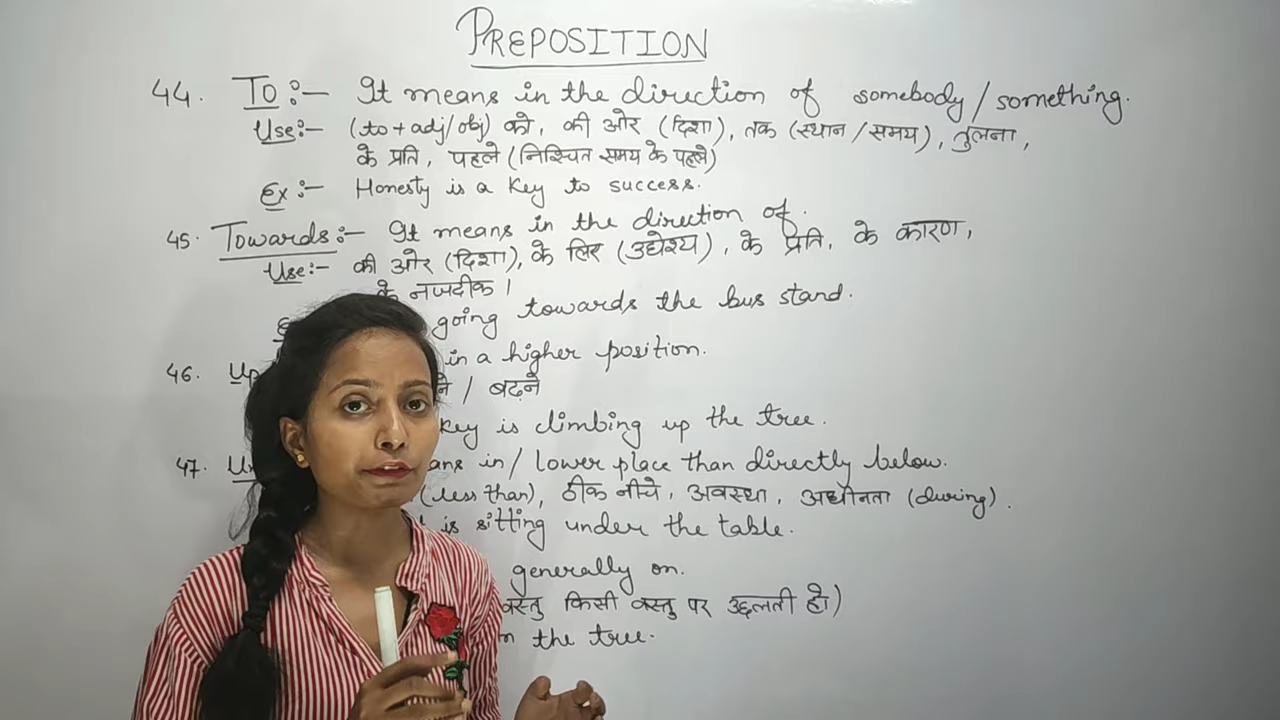 PREPOSITION
44. To :- It means in the direction of somebody/something.
Use:- (to + adj/obj) को, की ओर (दिशा), तक (स्थान/समय), तुलना,
के प्रति, पहले (निश्चित समय के पहले)
Ex :- Honesty is a key to success.
45. Towards:- It means in the direction of.
Use:- की ओर (दिशा), के लिए (उद्देश्य), के प्रति, के कारण,
के नजदीक।
going towards the bus stand.
46. Up in a higher position.
/ बढ़ने
key is climbing up the tree.
47. in/ lower place than directly below.
(less than), ठीक नीचे, अवस्था, अधीनता (during).
is sitting under the table.
generally on.
वस्तु किसी वस्तु पर उछलती हो)
the tree.